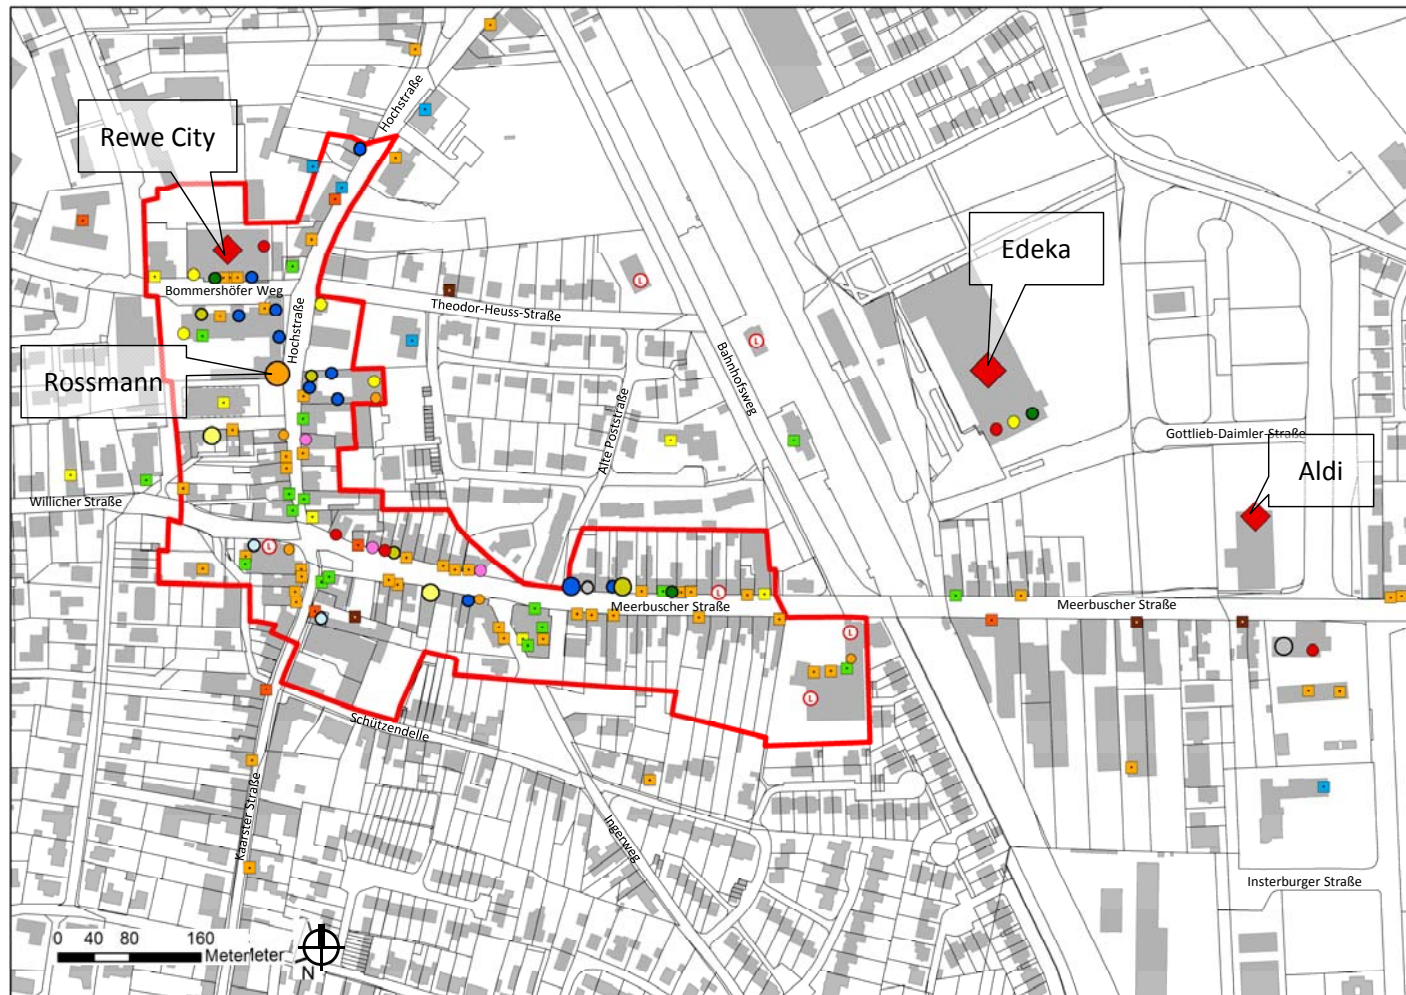 Hochstraße
Rewe City
Edeka
Bommershöfer Weg
Theodor-Heuss-Straße
L
Hochstraße
L
Bahnhofsweg
Rossmann
Alte Poststraße
Gottlieb-Daimler-Straße
Aldi
Willicher Straße
L
L
Meerbuscher Straße
Meerbuscher Straße
L
L
Schützendelle
Kaarster Straße
Ingerweg
Insterburger Straße
0 40 80 160
Meterleter
N